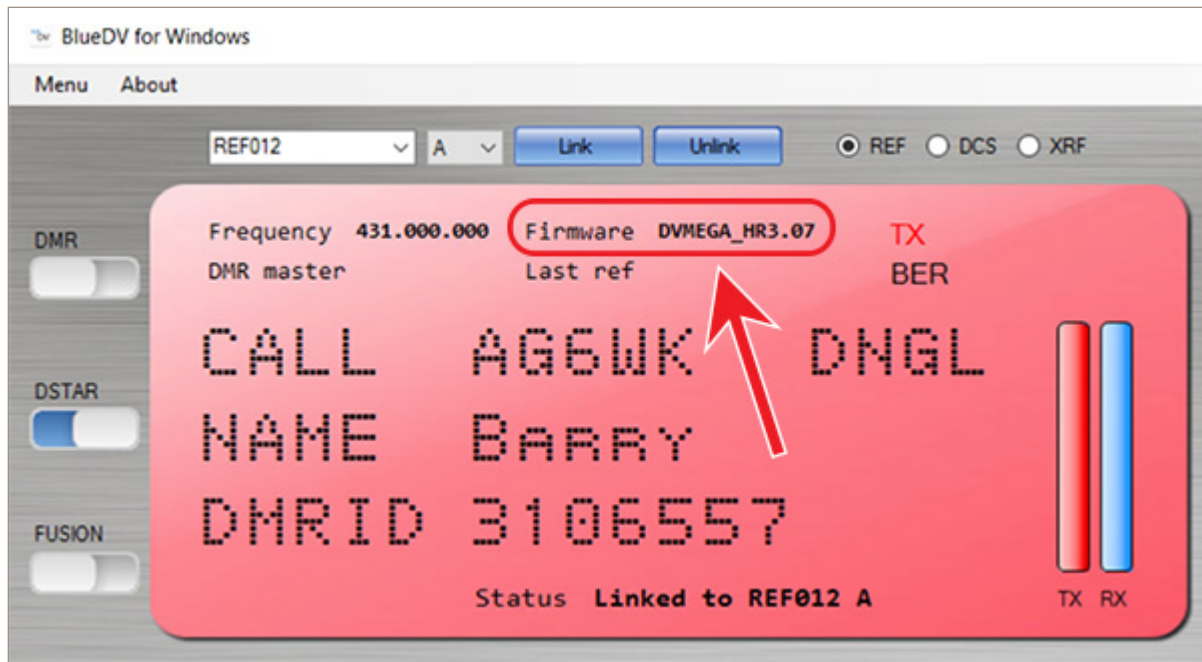 BlueDV for Windows
Menu About
REF012 A Link Unlink REF DCS XRF
DMR
Frequency 431.000.000 Firmware DVMEGA_HR3.07 TX
DMR master Last ref BER
CALL AG6WK DNGL
DSTAR
NAME Barry
DMRID 3106557
FUSION
Status Linked to REF012 A
TX RX